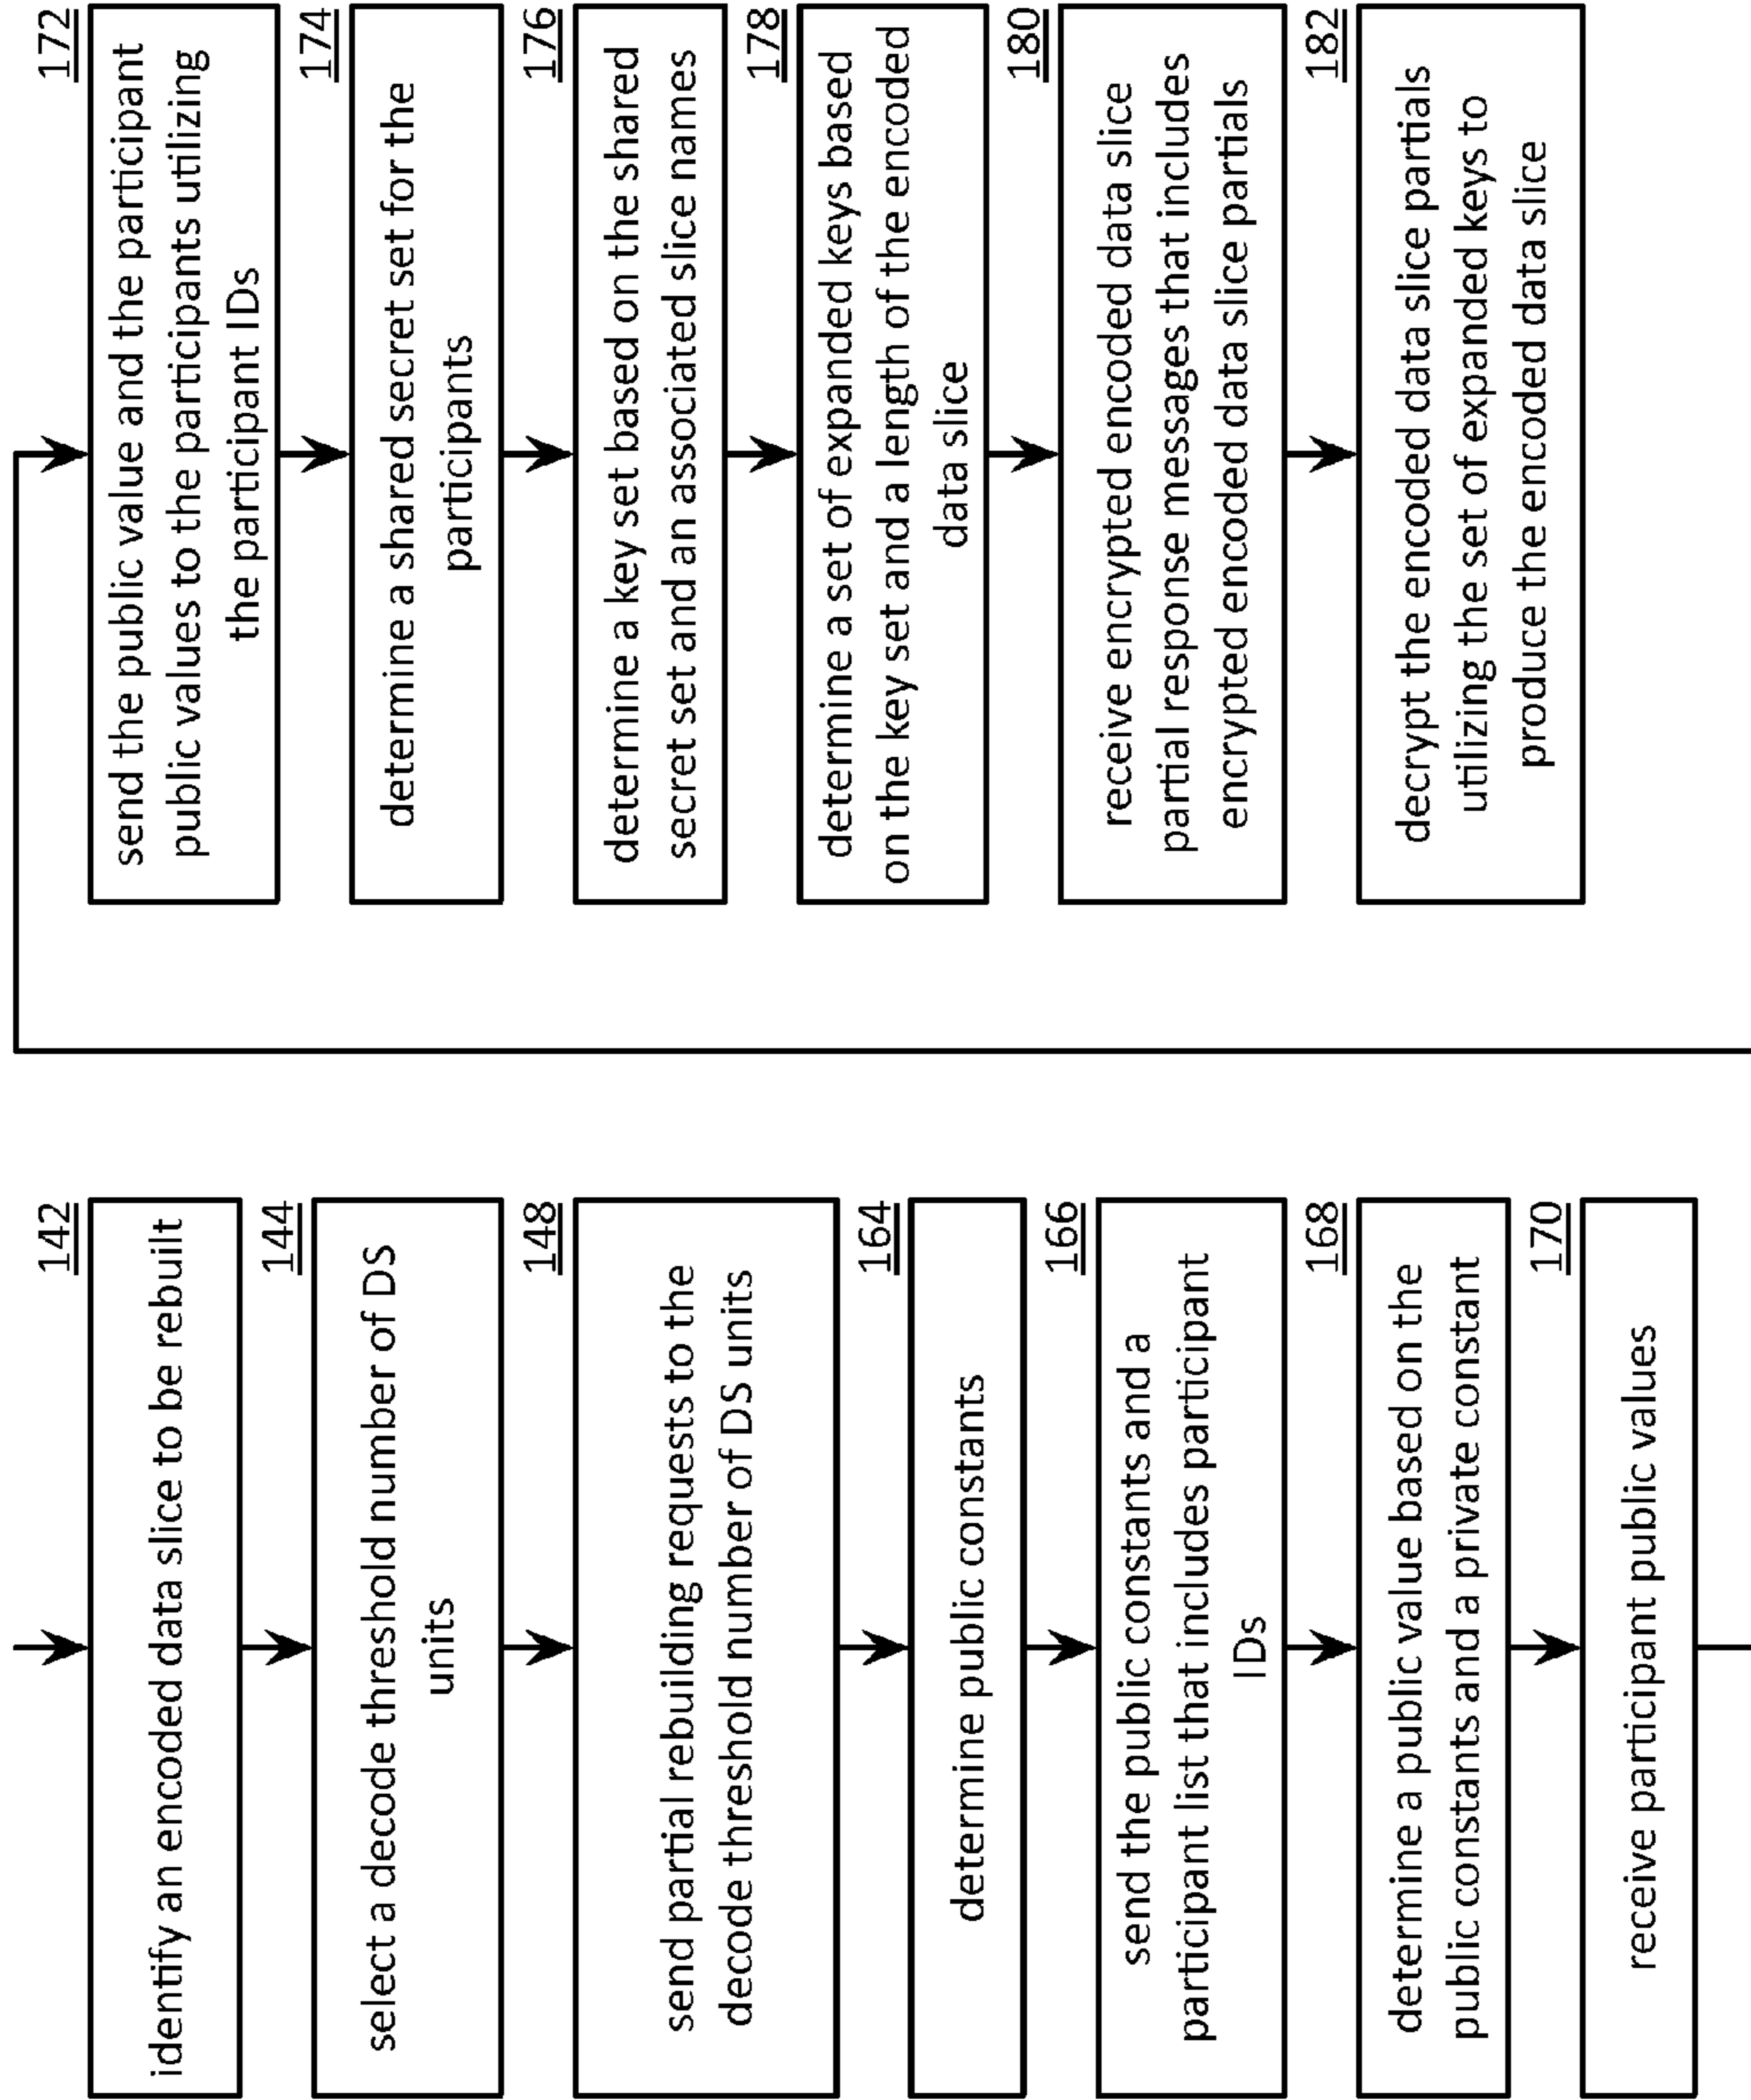 142
identify an encoded data slice to be rebuilt
144
select a decode threshold number of DS
units
148
send partial rebuilding requests to the
decode threshold number of DS units
164
determine public constants
166
send the public constants and a
participant list that includes participant
IDs
168
determine a public value based on the
public constants and a private constant
170
receive participant public values
172
send the public value and the participant
public values to the participants utilizing
the participant IDs
174
determine a shared secret set for the
participants
176
determine a key set based on the shared
secret set and an associated slice names
178
determine a set of expanded keys based
on the key set and a length of the encoded
data slice
180
receive encrypted encoded data slice
partial response messages that includes
encrypted encoded data slice partials
182
decrypt the encoded data slice partials
utilizing the set of expanded keys to
produce the encoded data slice